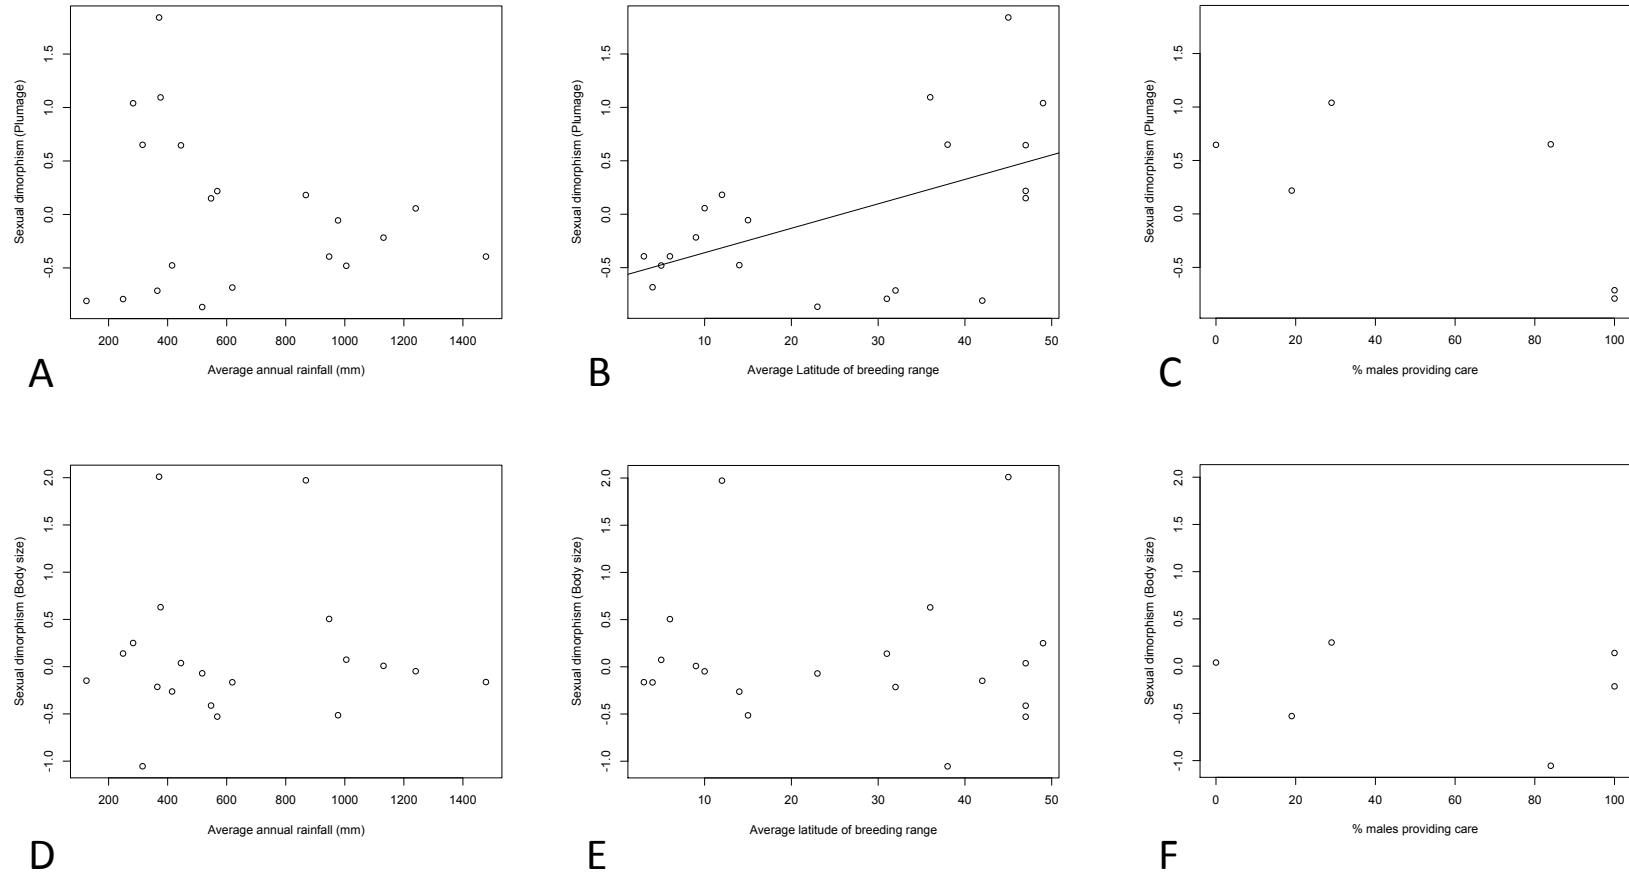 Sexual dimorphism (Plumage)
-0.5 0.0 0.5 1.0 1.5
200 400 600 800 1000 1200 1400
Average annual rainfall (mm)
A
Sexual dimorphism (Plumage)
-0.5 0.0 0.5 1.0 1.5
10 20 30 40 50
Average Latitude of breeding range
B
Sexual dimorphism (Plumage)
-0.5 0.0 0.5 1.0 1.5
0 20 40 60 80 100
% males providing care
C
Sexual dimorphism (Body size)
-1.0 -0.5 0.0 0.5 1.0 1.5 2.0
200 400 600 800 1000 1200 1400
Average annual rainfall (mm)
D
Sexual dimorphism (Body size)
-1.0 -0.5 0.0 0.5 1.0 1.5 2.0
10 20 30 40 50
Average latitude of breeding range
E
Sexual dimorphism (Body size)
-1.0 -0.5 0.0 0.5 1.0 1.5 2.0
0 20 40 60 80 100
% males providing care
F